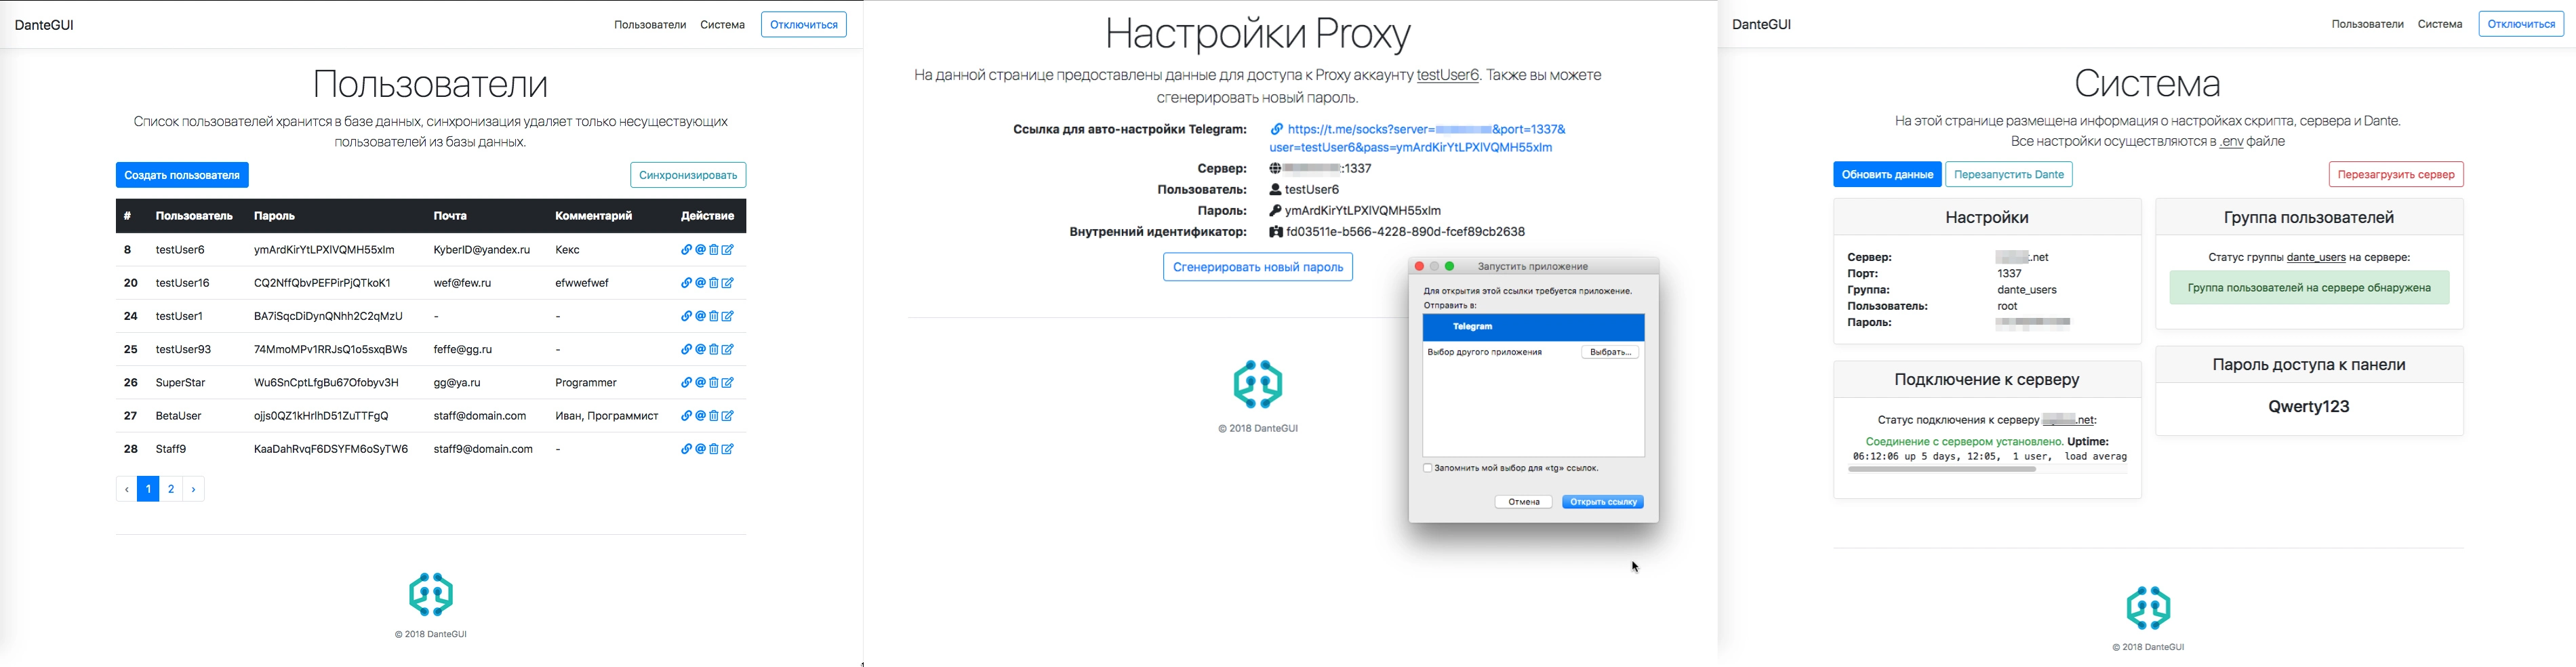 DanteGUI
Пользователи Система Отключиться
Пользователи
Список пользователей хранится в базе данных, синхронизация удаляет только несуществующих
пользователей из базы данных.
Создать пользователя Синхронизировать
# Пользователь Пароль Почта Комментарий Действие
8 testUser6 ymArdKirYtLPXIVQMH55xIm KyberID@yandex.ru Кекс
20 testUser16 CQ2NffQbvPEFPirPjQTkoK1 wef@few.ru efwwefwef
24 testUser1 BA7iSqcDiDynQNhh2C2qMzU - -
25 testUser93 74MmoMPv1RRJsQ1o5sxqBWs feffe@gg.ru -
26 SuperStar Wu6SnCptLfgBu67Ofobyv3H gg@ya.ru Programmer
27 BetaUser ojjs0QZ1kHrlhD51ZuTTFgQ staff@domain.com Иван, Программист
28 Staff9 KaaDahRvqF6DSYFM6oSyTW6 staff9@domain.com -
‹ 1 2 ›
© 2018 DanteGUI
Настройки Proxy
На данной странице предоставлены данные для доступа к Proxy аккаунту testUser6. Также вы можете
сгенерировать новый пароль.
Ссылка для авто-настройки Telegram: https://t.me/socks?server= &port=1337&
user=testUser6&pass=ymArdKirYtLPXIVQMH55xIm
Сервер: :1337
Пользователь: testUser6
Пароль: ymArdKirYtLPXIVQMH55xIm
Внутренний идентификатор: fd03511e-b566-4228-890d-fcef89cb2638
Сгенерировать новый пароль
Запустить приложение
Для открытия этой ссылки требуется приложение.
Отправить в:
Telegram
Выбор другого приложения Выбрать...
Запомнить мой выбор для «tg» ссылок.
Отмена Открыть ссылку
© 2018 DanteGUI
DanteGUI
Пользователи Система Отключиться
Система
На этой странице размещена информация о настройках скрипта, сервера и Dante.
Все настройки осуществляются в .env файле
Обновить данные Перезапустить Dante Перезагрузить сервер
Настройки
Сервер: .net
Порт: 1337
Группа: dante_users
Пользователь: root
Пароль:
Группа пользователей
Статус группы dante_users на сервере:
Группа пользователей на сервере обнаружена
Подключение к серверу
Статус подключения к серверу .net:
Соединение с сервером установлено. Uptime:
06:12:06 up 5 days, 12:05, 1 user, load averag
Пароль доступа к панели
Qwerty123
© 2018 DanteGUI